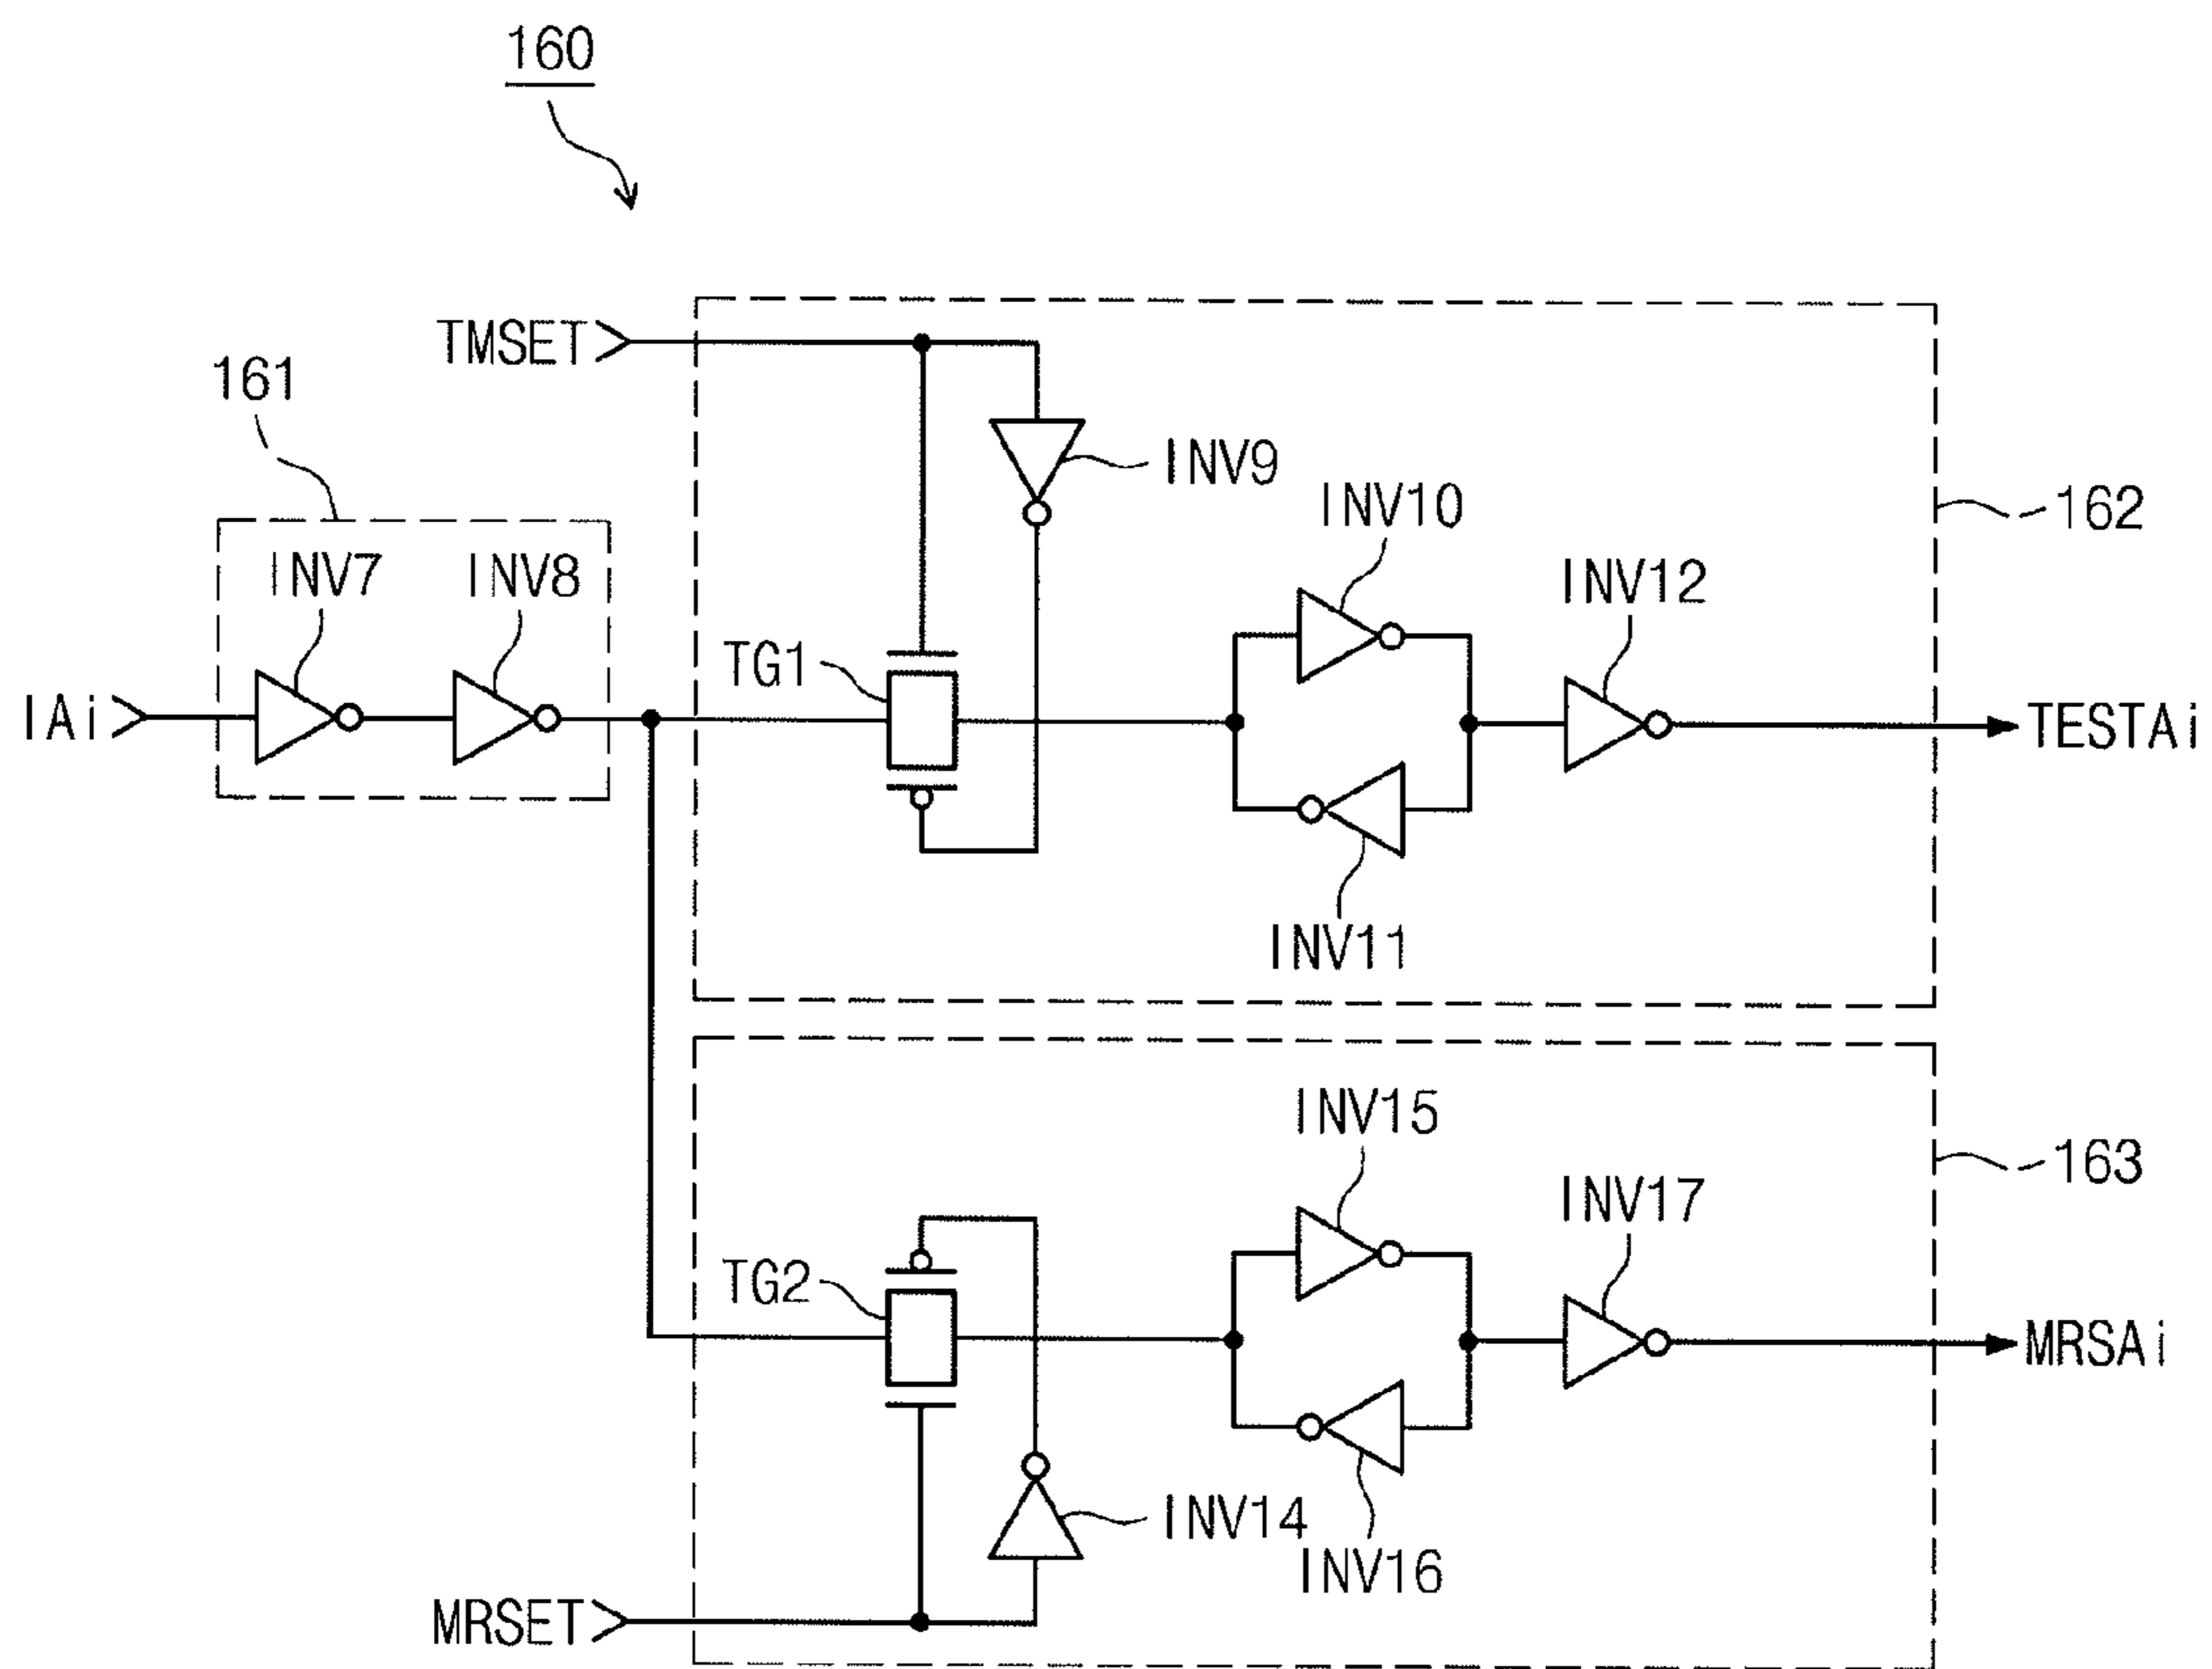 160
TMSET
161
INV9
INV10
162
INV7
INV8
INV12
TG1
IAi
TESTAi
INV11
INV15
163
INV17
TG2
MRSAi
INV14
INV16
MRSET